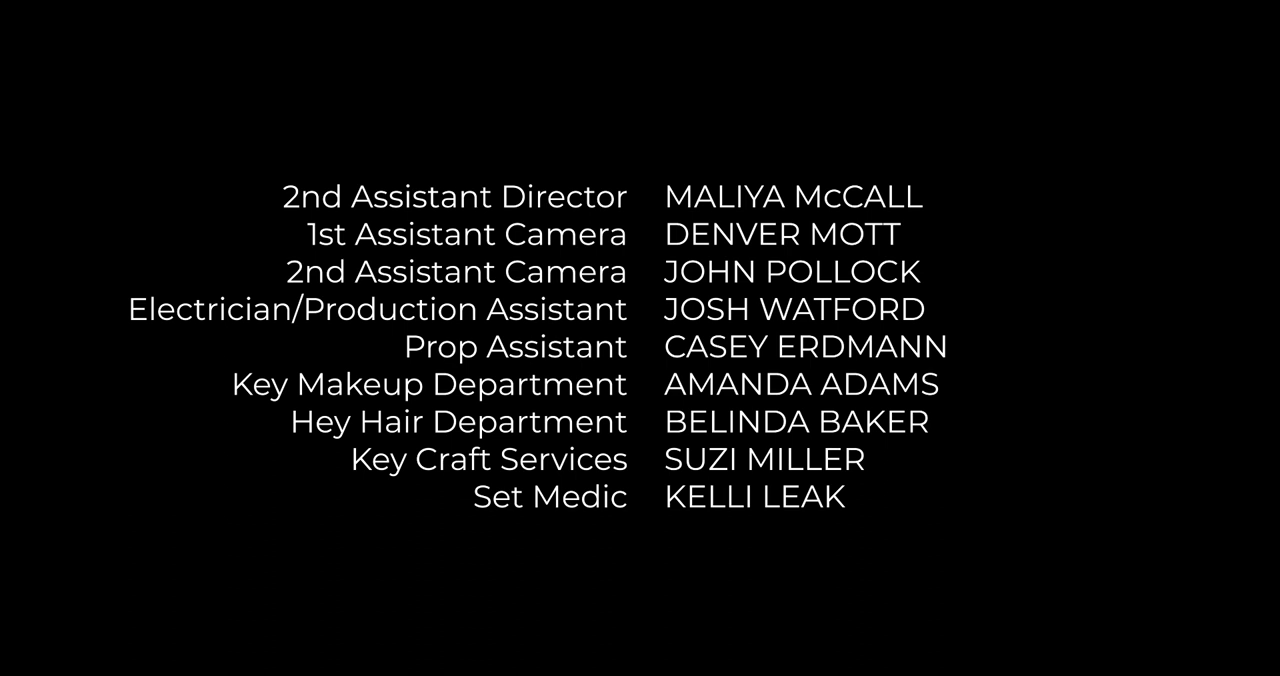 2nd Assistant Director MALIYA McCALL
1st Assistant Camera DENVER MOTT
2nd Assistant Camera JOHN POLLOCK
Electrician/Production Assistant JOSH WATFORD
Prop Assistant CASEY ERDMANN
Key Makeup Department AMANDA ADAMS
Hey Hair Department BELINDA BAKER
Key Craft Services SUZI MILLER
Set Medic KELLI LEAK